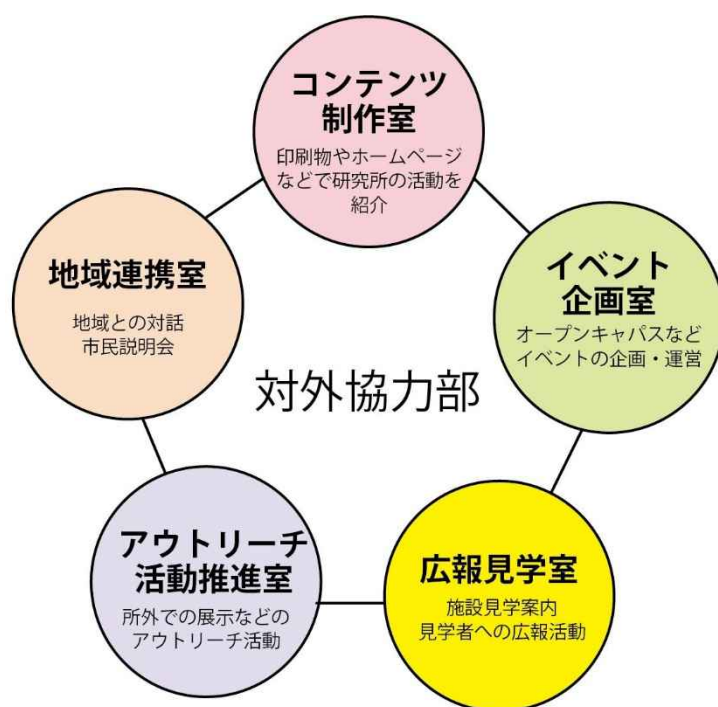 コンテンツ
制作室
印刷物やホームページ
などで研究所の活動を
紹介
イベント
企画室
オープンキャパスなど
イベントの企画・運営
地域連携室
地域との対話
市民説明会
対外協力部
アウトリーチ
活動推進室
所外での展示などの
アウトリーチ活動
広報見学室
施設見学案内
見学者への広報活動